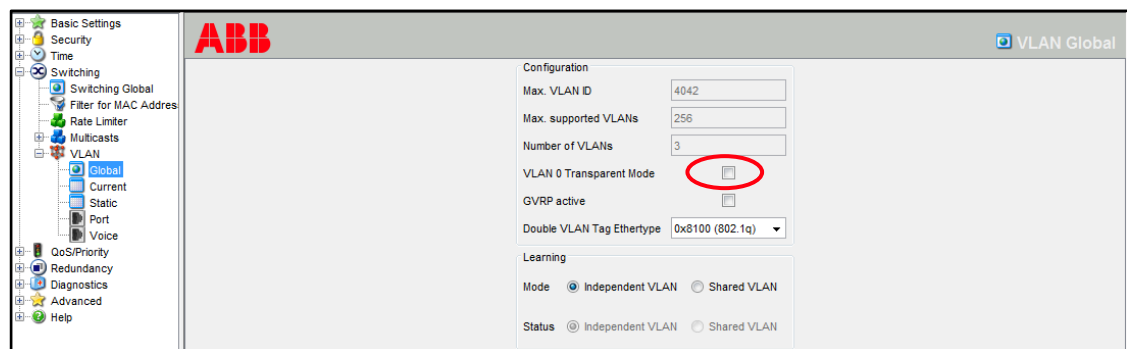 Basic Settings
Security
Time
Switching
Switching Global
Filter for MAC Addres
Rate Limiter
Multicasts
VLAN
Global
Current
Static
Port
Voice
QoS/Priority
Redundancy
Diagnostics
Advanced
Help
ABB
VLAN Global
Configuration
Max. VLAN ID 4042
Max. supported VLANs 256
Number of VLANs 3
VLAN 0 Transparent Mode
GVRP active
Double VLAN Tag Ethertype 0x8100 (802.1q)
Learning
Mode Independent VLAN Shared VLAN
Status Independent VLAN Shared VLAN